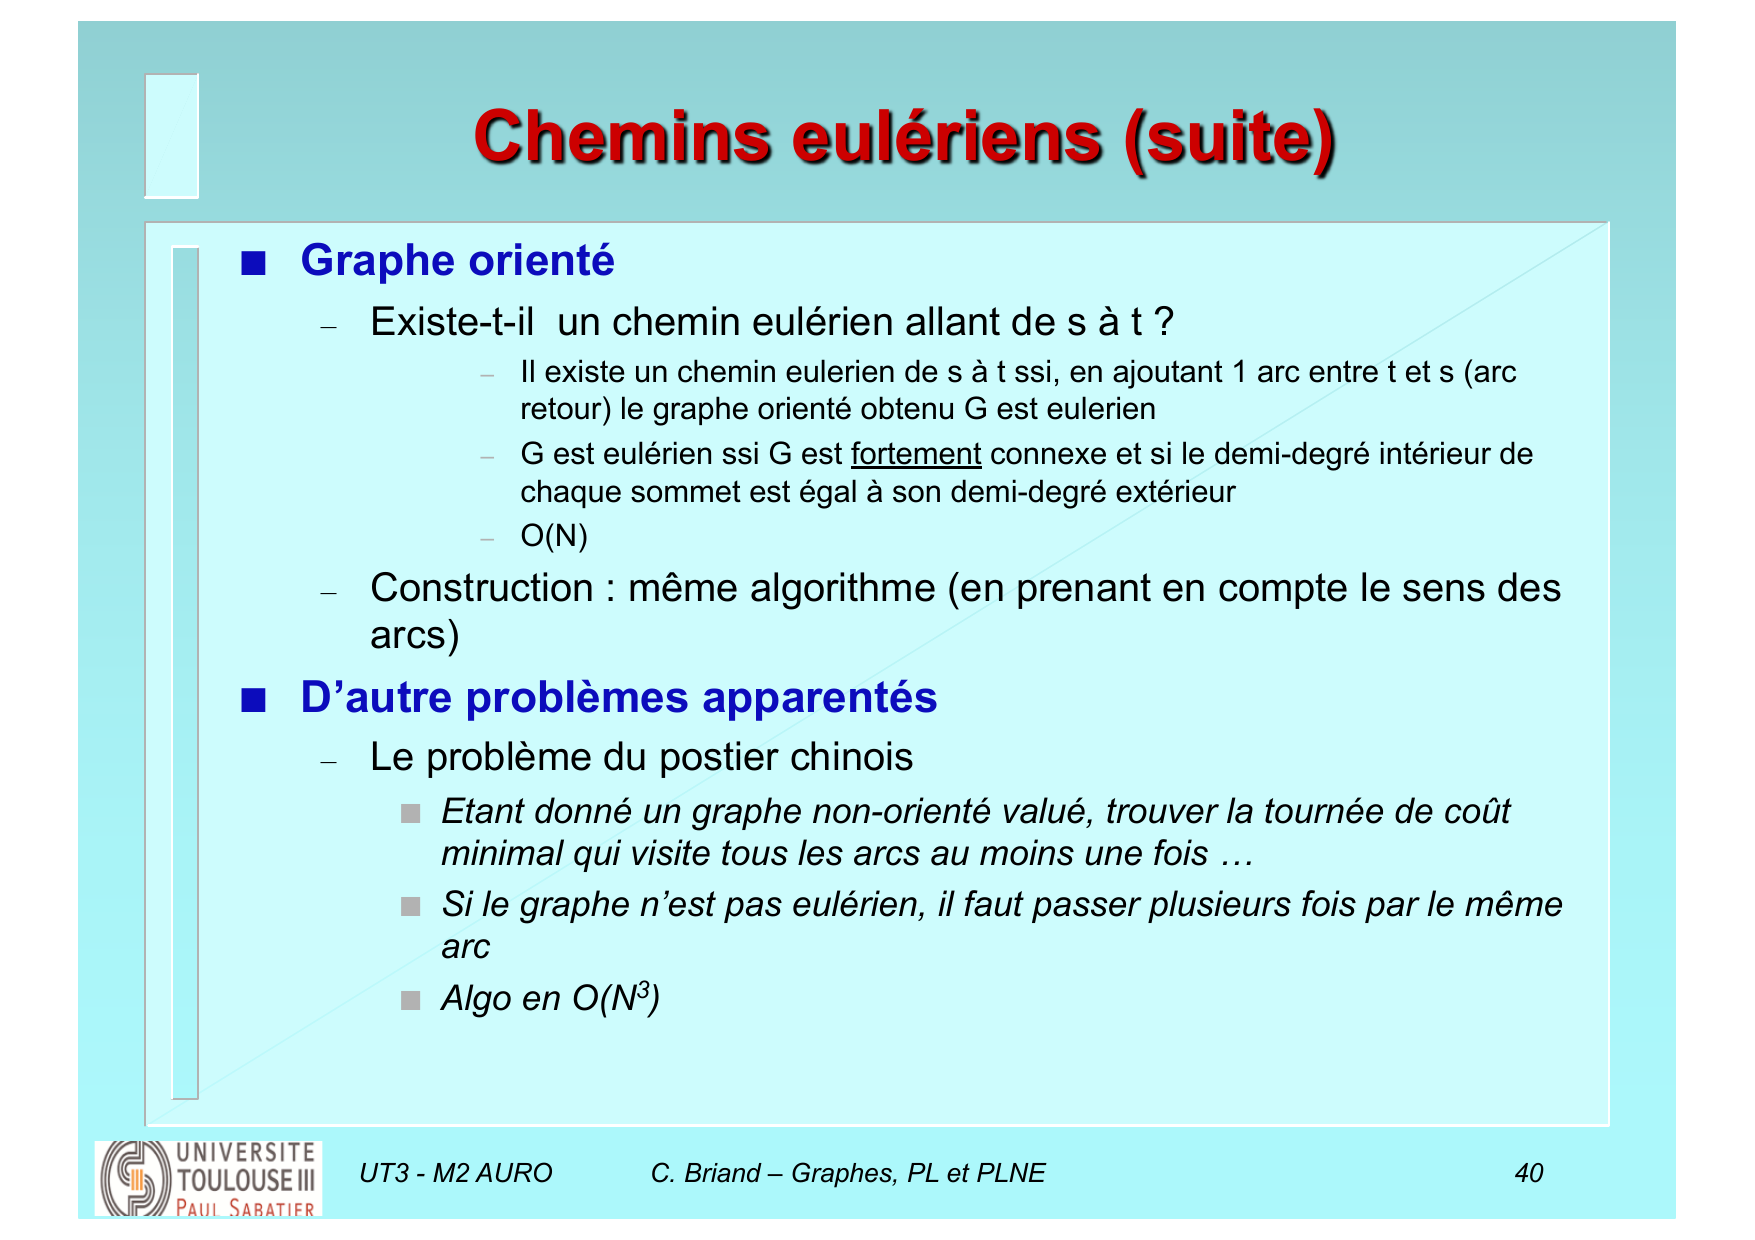 Chemins eulériens (suite)
■ Graphe orienté
– Existe-t-il un chemin eulérien allant de s à t ?
– Il existe un chemin eulerien de s à t ssi, en ajoutant 1 arc entre t et s (arc
retour) le graphe orienté obtenu G est eulerien
– G est eulérien ssi G est fortement connexe et si le demi-degré intérieur de
chaque sommet est égal à son demi-degré extérieur
– O(N)
– Construction : même algorithme (en prenant en compte le sens des
arcs)
■ D’autre problèmes apparentés
– Le problème du postier chinois
■ Etant donné un graphe non-orienté valué, trouver la tournée de coût
minimal qui visite tous les arcs au moins une fois …
■ Si le graphe n’est pas eulérien, il faut passer plusieurs fois par le même
arc
■ Algo en O(N³)
UNIVERSITE
TOULOUSE III
PAUL SABATIER
UT3 - M2 AURO C. Briand – Graphes, PL et PLNE 40